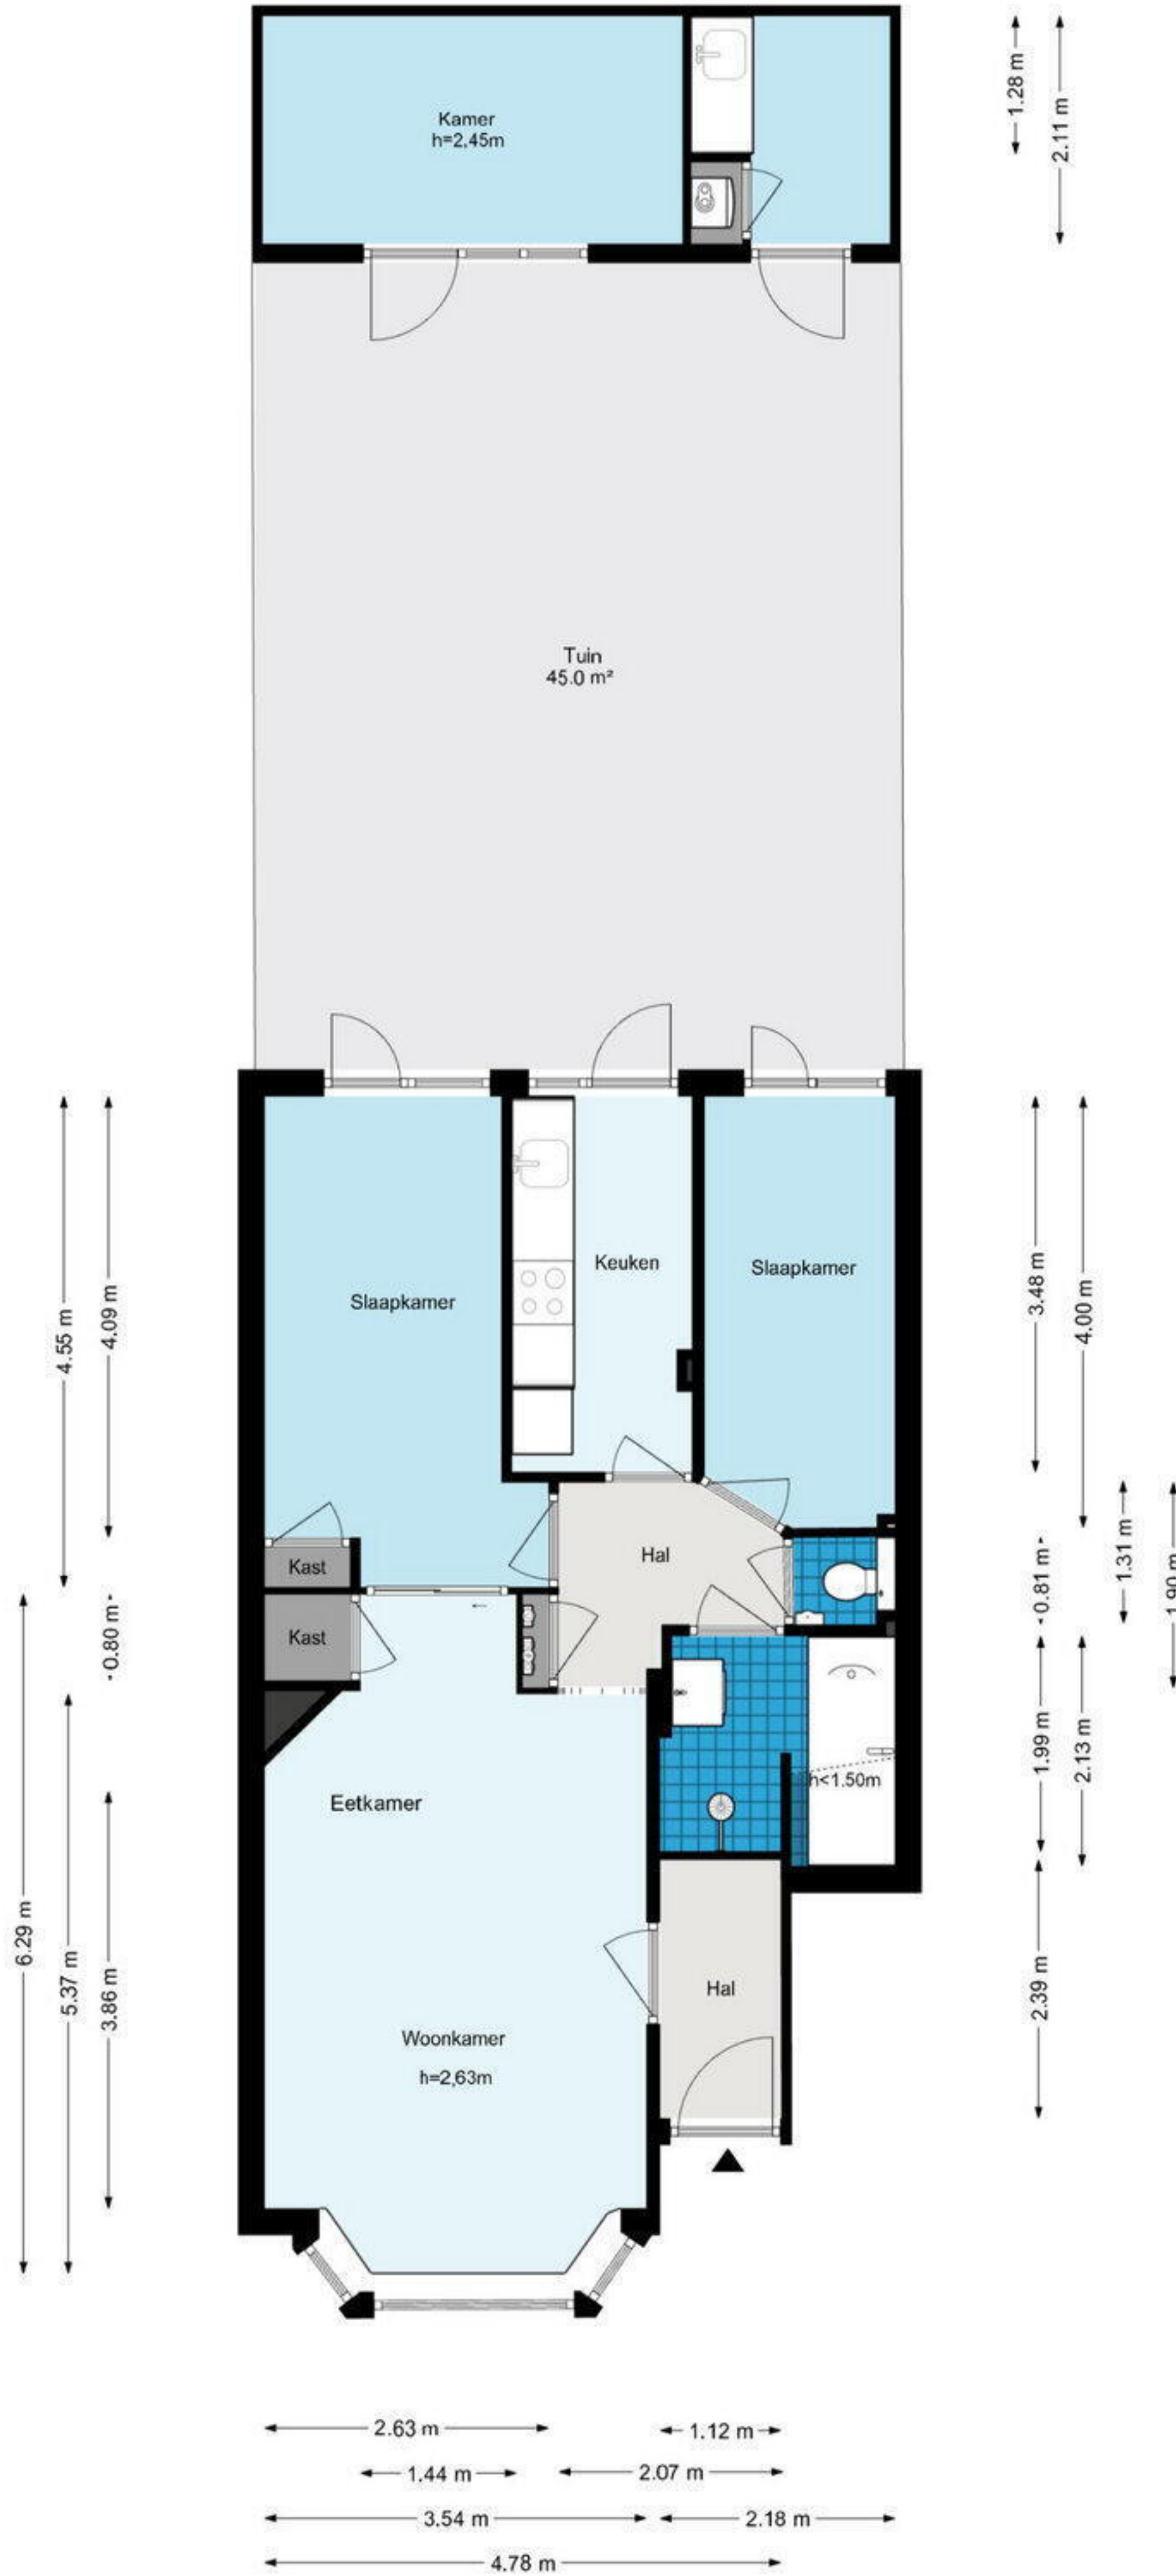 Kamer
h=2,45m
1.28 m
2.11 m
Tuin
45.0 m²
4.55 m
4.09 m
Slaapkamer
Keuken
Slaapkamer
3.48 m
4.00 m
Kast
Hal
0.81 m
1.31 m
1.90 m
Kast
0.80 m
1.99 m
2.13 m
h<1.50m
Eetkamer
6.29 m
5.37 m
3.86 m
Hal
2.39 m
Woonkamer
h=2,63m
2.63 m
1.12 m
1.44 m
2.07 m
3.54 m
2.18 m
4.78 m